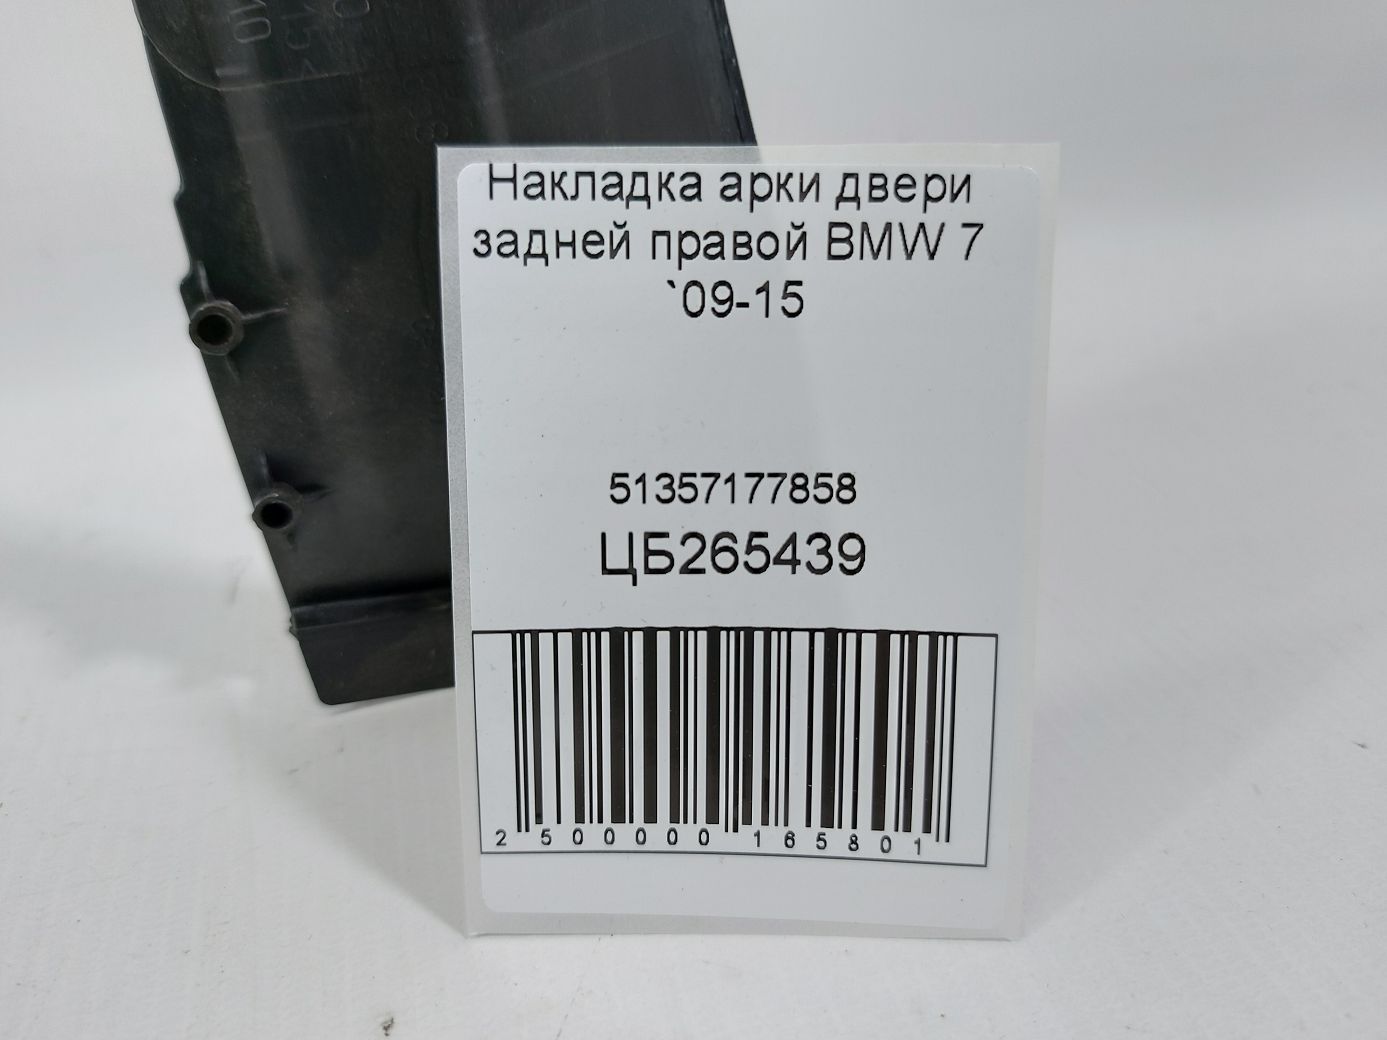 Накладка арки двери
задней правой BMW 7
`09-15
51357177858
ЦБ265439
2 500000 165801